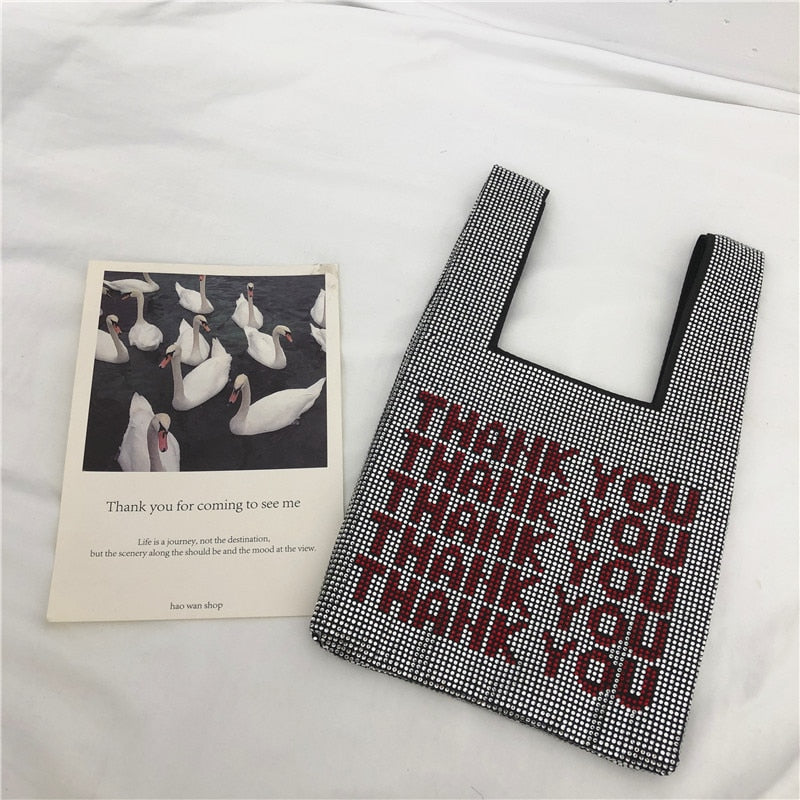 Thank you for coming to see me
Life is a journey, not the destination,
but the scenery along the should be and the mood at the view.
hao wan shop
THANK YOU
THANK YOU
THANK YOU
THANK YOU
THANK YOU